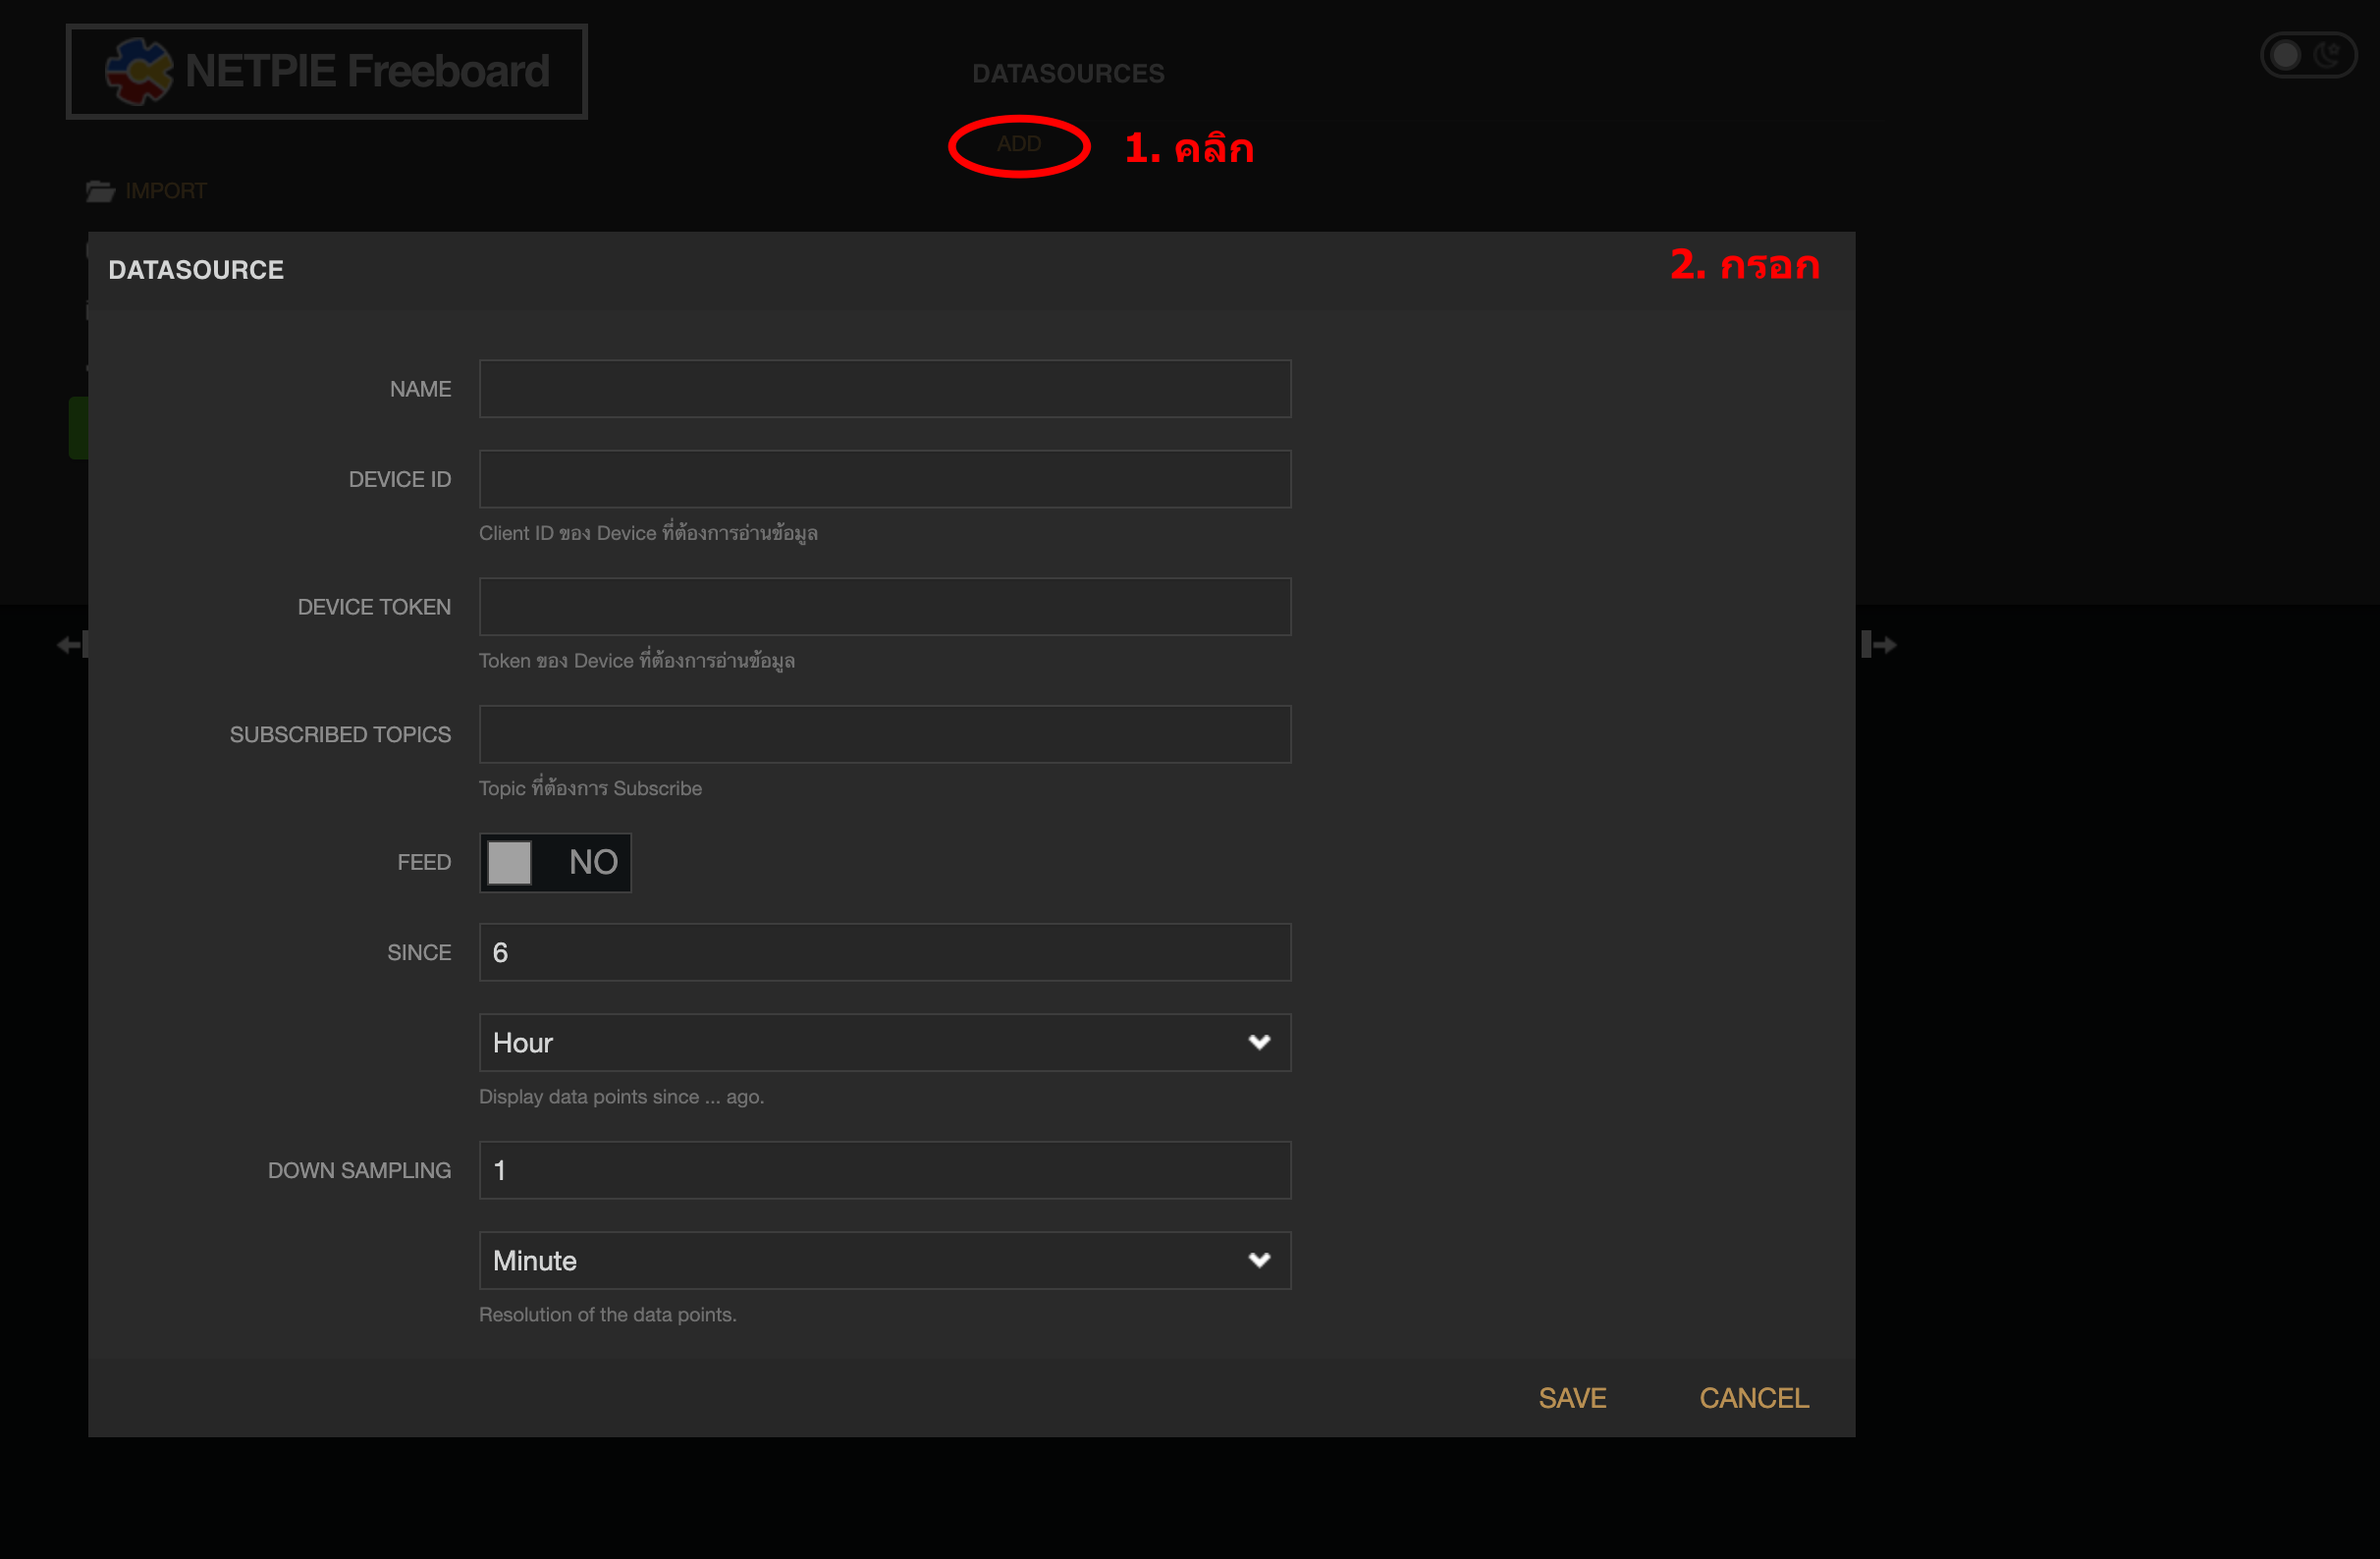 NETPIE Freeboard
DATASOURCES
ADD
1. คลิก
IMPORT
DATASOURCE
2. กรอก
NAME
DEVICE ID
Client ID ของ Device ที่ต้องการอ่านข้อมูล
DEVICE TOKEN
Token ของ Device ที่ต้องการอ่านข้อมูล
SUBSCRIBED TOPICS
Topic ที่ต้องการ Subscribe
FEED
NO
SINCE
6
Hour
Display data points since ... ago.
DOWN SAMPLING
1
Minute
Resolution of the data points.
SAVE
CANCEL